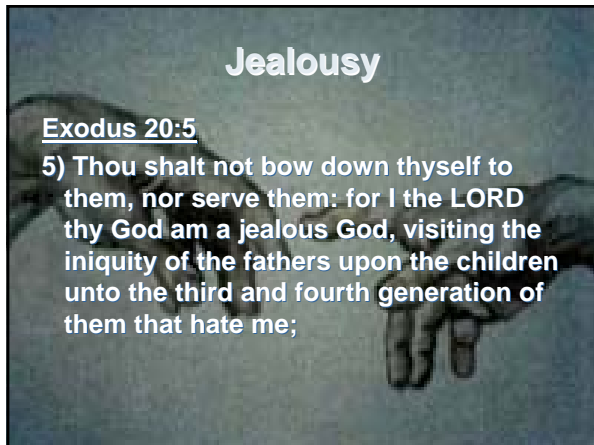 Jealousy
Exodus 20:5
5) Thou shalt not bow down thyself to
them, nor serve them: for I the LORD
thy God am a jealous God, visiting the
iniquity of the fathers upon the children
unto the third and fourth generation of
them that hate me;